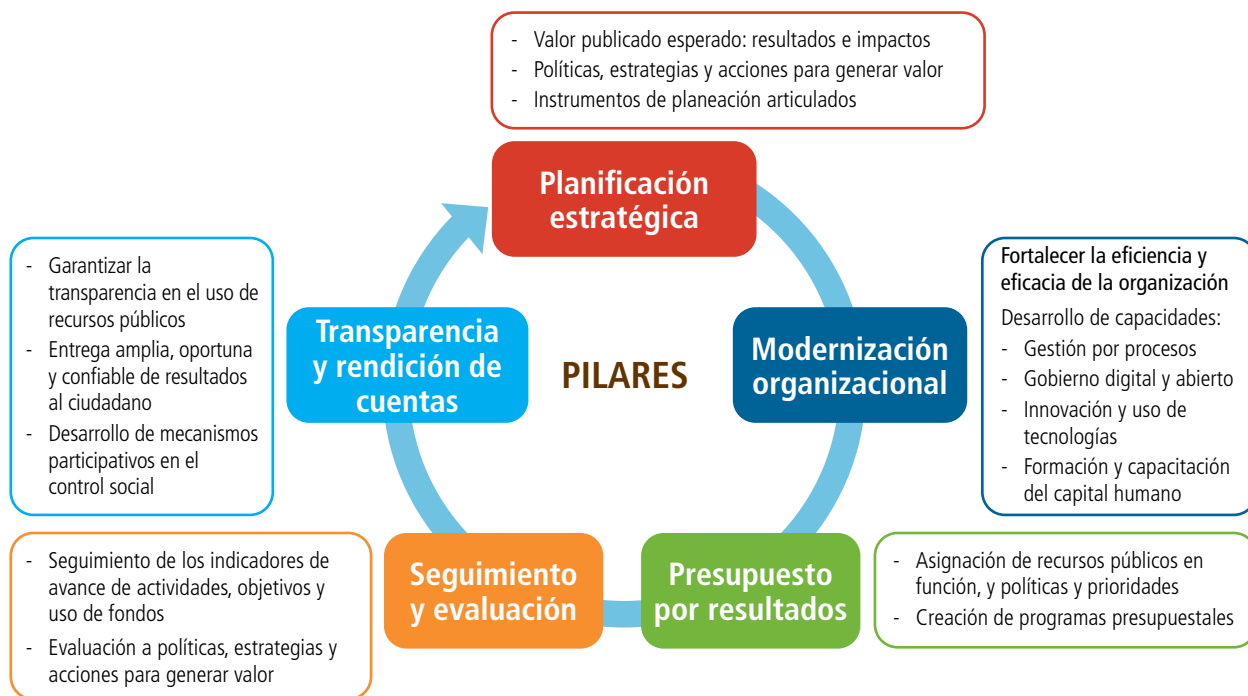 - Valor publicado esperado: resultados e impactos
- Políticas, estrategias y acciones para generar valor
- Instrumentos de planeación articulados
Planificación
estratégica
Fortalecer la eficiencia y
eficacia de la organización
Desarrollo de capacidades:
- Gestión por procesos
- Gobierno digital y abierto
- Innovación y uso de
tecnologías
- Formación y capacitación
del capital humano
Modernización
organizacional
PILARES
Transparencia
y rendición de
cuentas
- Garantizar la
transparencia en el uso de
recursos públicos
- Entrega amplia, oportuna
y confiable de resultados
al ciudadano
- Desarrollo de mecanismos
participativos en el
control social
- Seguimiento de los indicadores de
avance de actividades, objetivos y
uso de fondos
- Evaluación a políticas, estrategias y
acciones para generar valor
Seguimiento
y evaluación
Presupuesto
por resultados
- Asignación de recursos públicos en
función, y políticas y prioridades
- Creación de programas presupuestales